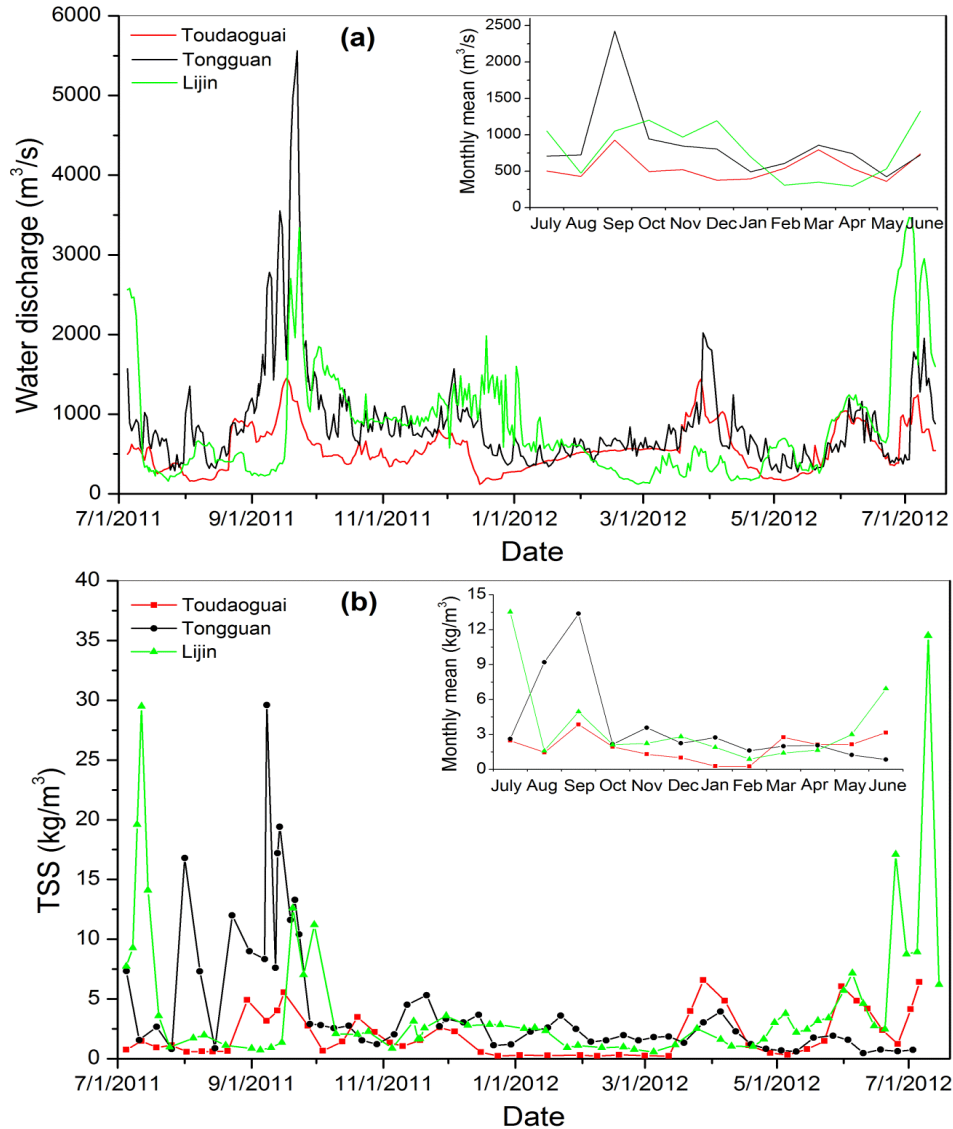 6000
5000
4000
3000
2000
1000
0
Water discharge (m³/s)
Toudaoguai
Tongguan
Lijin
(a)
2500
2000
1500
1000
500
0
Monthly mean (m³/s)
July Aug Sep Oct Nov Dec Jan Feb Mar Apr May June
7/1/2011 9/1/2011 11/1/2011 1/1/2012 3/1/2012 5/1/2012 7/1/2012
Date
40
35
30
25
20
15
10
5
0
TSS (kg/m³)
Toudaoguai
Tongguan
Lijin
(b)
15
12
9
6
3
0
Monthly mean (kg/m³)
July Aug Sep Oct Nov Dec Jan Feb Mar Apr May June
7/1/2011 9/1/2011 11/1/2011 1/1/2012 3/1/2012 5/1/2012 7/1/2012
Date